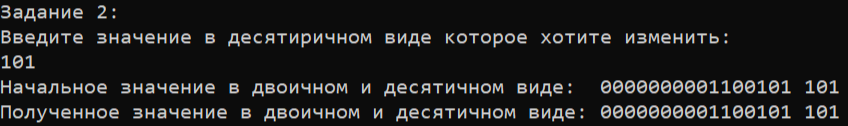 Задание 2:
Введите значение в десятиричном виде которое хотите изменить:
101
Начальное значение в двоичном и десятичном виде:  0000000001100101 101
Полученное значение в двоичном и десятичном виде: 0000000001100101 101